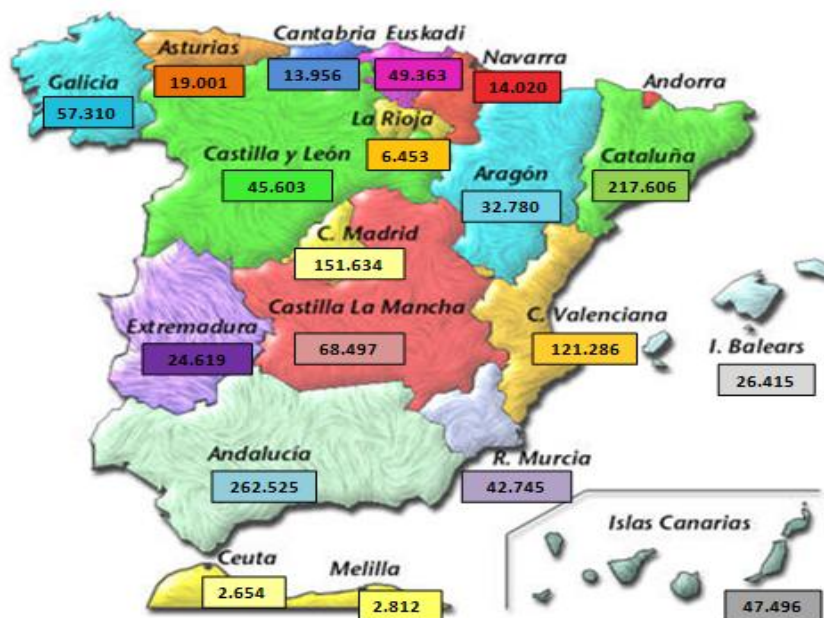 Cantabria Euskadi
Asturias
Navarra
Galicia
19.001
13.956
49.363
14.020
Andorra
57.310
La Rioja
6.453
Castilla y León
45.603
Aragón
32.780
Cataluña
217.606
C. Madrid
151.634
Castilla La Mancha
68.497
Extremadura
24.619
C. Valenciana
121.286
I. Balears
26.415
Andalucía
262.525
R. Murcia
42.745
Islas Canarias
47.496
Ceuta
2.654
Melilla
2.812